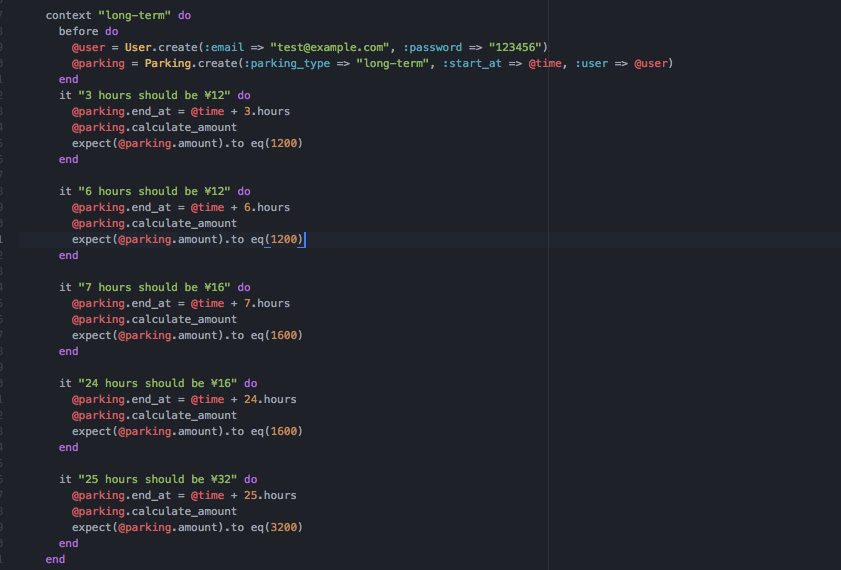 context "long-term" do
before do
@user = User.create(:email => "test@example.com", :password => "123456")
@parking = Parking.create(:parking_type => "long-term", :start_at => @time, :user => @user)
end
it "3 hours should be ¥12" do
@parking.end_at = @time + 3.hours
@parking.calculate_amount
expect(@parking.amount).to eq(1200)
end
it "6 hours should be ¥12" do
@parking.end_at = @time + 6.hours
@parking.calculate_amount
expect(@parking.amount).to eq(1200)
end
it "7 hours should be ¥16" do
@parking.end_at = @time + 7.hours
@parking.calculate_amount
expect(@parking.amount).to eq(1600)
end
it "24 hours should be ¥16" do
@parking.end_at = @time + 24.hours
@parking.calculate_amount
expect(@parking.amount).to eq(1600)
end
it "25 hours should be ¥32" do
@parking.end_at = @time + 25.hours
@parking.calculate_amount
expect(@parking.amount).to eq(3200)
end
end